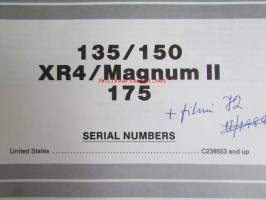 135/150
XR4/Magnum II
175
+ filmi 72
SERIAL NUMBERS
United States C239553 and up